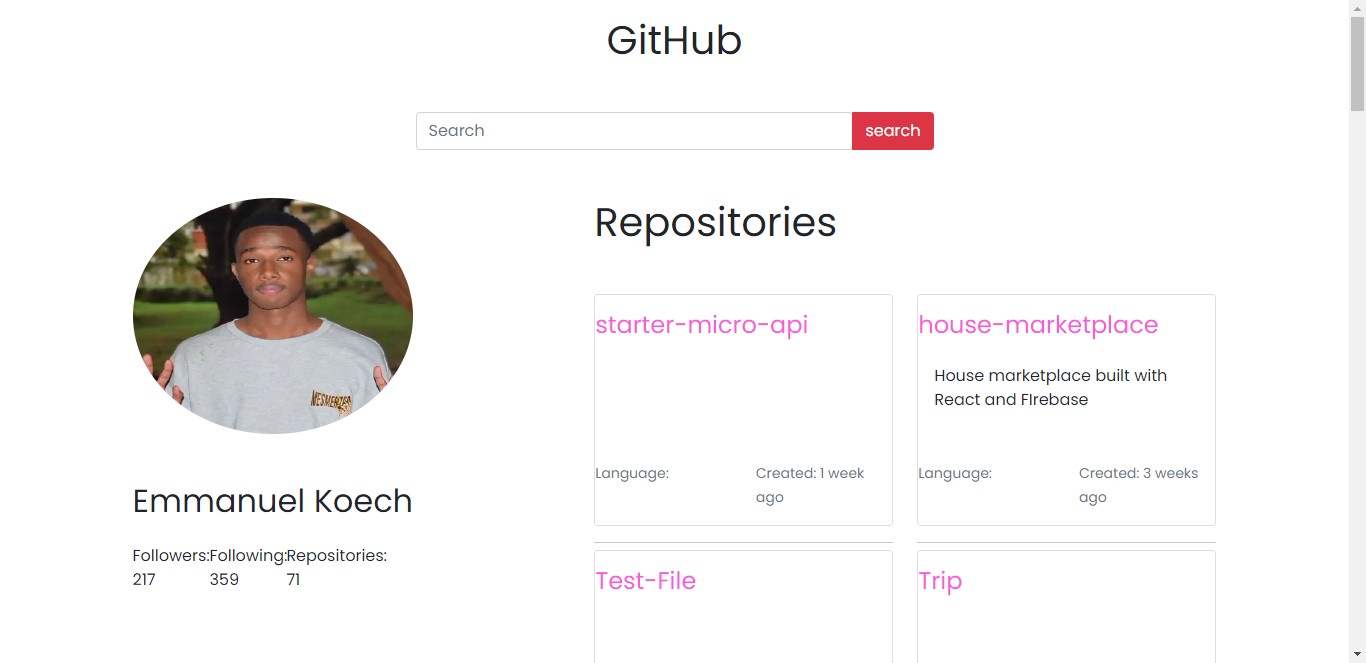 GitHub
Search
search
MESMERIZED
Emmanuel Koech
Followers: Following: Repositories:
217 359 71
Repositories
starter-micro-api
Language:
Created: 1 week
ago
house-marketplace
House marketplace built with
React and FIrebase
Language:
Created: 3 weeks
ago
Test-File
Trip